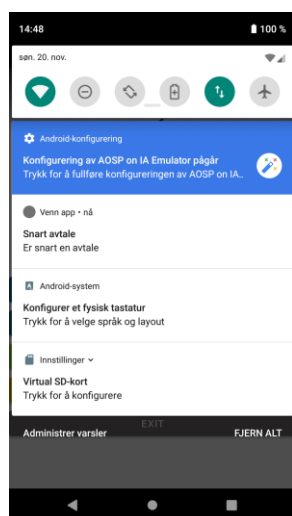 14:48
100 %
søn. 20. nov.
Android-konfigurering
Konfigurering av AOSP on IA Emulator pågår
Trykk for å fullføre konfigureringen av AOSP on IA..
Venn app • nå
Snart avtale
Er snart en avtale
Android-system
Konfigurer et fysisk tastatur
Trykk for å velge språk og layout
Innstillinger
Virtual SD-kort
Trykk for å konfigurere
EXIT
Administrer varsler
FJERN ALT